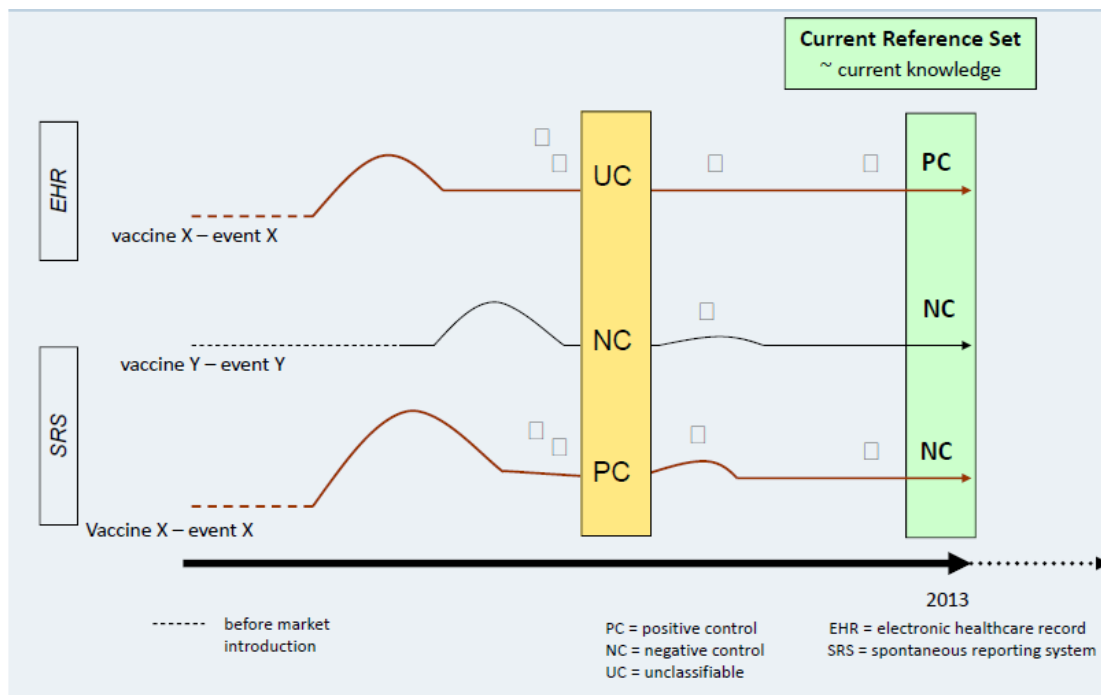 Current Reference Set
~ current knowledge
EHR
UC
PC
vaccine X – event X
NC
NC
vaccine Y – event Y
SRS
PC
NC
Vaccine X – event X
2013
before market
introduction
PC = positive control
NC = negative control
UC = unclassifiable
EHR = electronic healthcare record
SRS = spontaneous reporting system